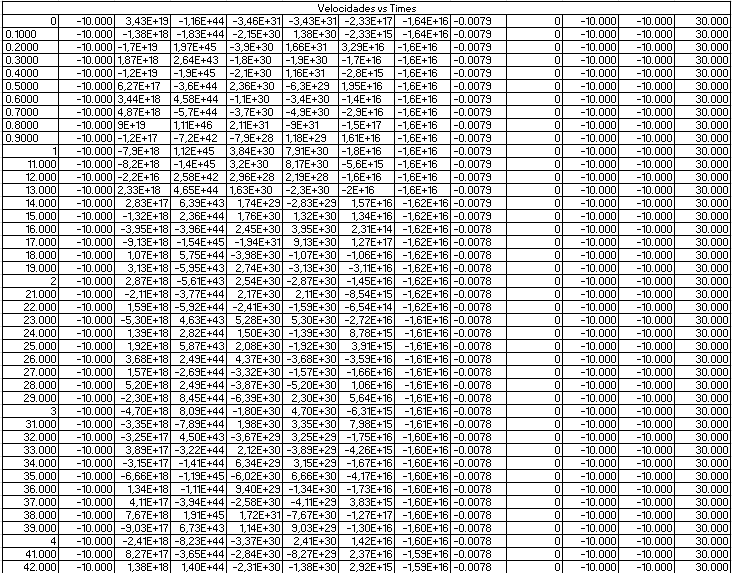 Velocidades vs Times
0 -10.000 3,43E+19 -1,16E+44 -3,46E+31 -3,43E+31 -2,33E+17 -1,64E+16 -0.0079 0 -10.000 -10.000 30.000
0.1000 -10.000 -1,38E+18 -1,83E+44 -2,15E+30 1,38E+30 -2,33E+15 -1,6E+16 -0.0079 0 -10.000 -10.000 30.000
0.2000 -10.000 -1,7E+19 1,97E+45 -3,9E+30 1,66E+31 3,29E+16 -1,6E+16 -0.0079 0 -10.000 -10.000 30.000
0.3000 -10.000 1,87E+18 2,64E+43 -1,8E+30 -1,9E+30 -1,7E+16 -1,6E+16 -0.0079 0 -10.000 -10.000 30.000
0.4000 -10.000 -1,2E+19 -1,9E+45 -2,1E+30 1,16E+31 -2,8E+15 -1,6E+16 -0.0079 0 -10.000 -10.000 30.000
0.5000 -10.000 6,27E+17 -3,6E+44 2,36E+30 -6,3E+29 1,95E+16 -1,6E+16 -0.0079 0 -10.000 -10.000 30.000
0.6000 -10.000 3,44E+18 4,58E+44 -1,1E+30 -3,4E+30 -1,4E+16 -1,6E+16 -0.0079 0 -10.000 -10.000 30.000
0.7000 -10.000 4,87E+18 -5,7E+44 -3,7E+30 -4,9E+30 -2,9E+16 -1,6E+16 -0.0079 0 -10.000 -10.000 30.000
0.8000 -10.000 9E+19 1,11E+46 2,11E+31 -9E+31 -1,5E+17 -1,6E+16 -0.0079 0 -10.000 -10.000 30.000
0.9000 -10.000 -1,2E+17 -7,2E+42 -7,9E+28 1,18E+29 1,61E+16 -1,6E+16 -0.0079 0 -10.000 -10.000 30.000
1 -10.000 -7,9E+18 1,12E+45 3,84E+30 7,91E+30 -1,8E+16 -1,6E+16 -0.0079 0 -10.000 -10.000 30.000
11.000 -10.000 -8,2E+18 -1,4E+45 3,2E+30 8,17E+30 -5,6E+15 -1,6E+16 -0.0079 0 -10.000 -10.000 30.000
12.000 -10.000 -2,2E+16 2,58E+42 2,96E+28 2,19E+28 -1,6E+16 -1,6E+16 -0.0079 0 -10.000 -10.000 30.000
13.000 -10.000 2,33E+18 4,65E+44 1,63E+30 -2,3E+30 -2E+16 -1,6E+16 -0.0079 0 -10.000 -10.000 30.000
14.000 -10.000 2,83E+17 6,39E+43 1,74E+29 -2,83E+29 1,57E+16 -1,62E+16 -0.0079 0 -10.000 -10.000 30.000
15.000 -10.000 -1,32E+18 2,36E+44 1,76E+30 1,32E+30 1,34E+16 -1,62E+16 -0.0079 0 -10.000 -10.000 30.000
16.000 -10.000 -3,95E+18 -3,96E+44 2,45E+30 3,95E+30 2,31E+14 -1,62E+16 -0.0078 0 -10.000 -10.000 30.000
17.000 -10.000 -9,13E+18 -1,54E+45 -1,94E+31 9,13E+30 1,27E+17 -1,62E+16 -0.0078 0 -10.000 -10.000 30.000
18.000 -10.000 1,07E+18 5,75E+44 -3,98E+30 -1,07E+30 -1,06E+16 -1,62E+16 -0.0078 0 -10.000 -10.000 30.000
19.000 -10.000 3,13E+18 -5,95E+43 2,74E+30 -3,13E+30 -3,11E+16 -1,62E+16 -0.0078 0 -10.000 -10.000 30.000
2 -10.000 2,87E+18 -5,61E+43 2,54E+30 -2,87E+30 -1,45E+16 -1,62E+16 -0.0078 0 -10.000 -10.000 30.000
21.000 -10.000 -2,11E+18 -3,77E+44 2,17E+30 2,11E+30 -8,54E+15 -1,62E+16 -0.0078 0 -10.000 -10.000 30.000
22.000 -10.000 1,59E+18 -5,92E+44 -2,41E+30 -1,59E+30 -6,54E+14 -1,62E+16 -0.0078 0 -10.000 -10.000 30.000
23.000 -10.000 -5,30E+18 4,63E+43 5,28E+30 5,30E+30 -2,72E+16 -1,61E+16 -0.0078 0 -10.000 -10.000 30.000
24.000 -10.000 1,39E+18 2,82E+44 1,50E+30 -1,39E+30 8,78E+15 -1,61E+16 -0.0078 0 -10.000 -10.000 30.000
25.000 -10.000 1,92E+18 5,87E+43 2,08E+30 -1,92E+30 3,91E+15 -1,61E+16 -0.0078 0 -10.000 -10.000 30.000
26.000 -10.000 3,68E+18 2,49E+44 4,37E+30 -3,68E+30 -3,59E+16 -1,61E+16 -0.0078 0 -10.000 -10.000 30.000
27.000 -10.000 1,57E+18 -2,69E+44 -3,32E+30 -1,57E+30 -1,66E+16 -1,61E+16 -0.0078 0 -10.000 -10.000 30.000
28.000 -10.000 5,20E+18 2,49E+44 -3,87E+30 -5,20E+30 1,06E+16 -1,61E+16 -0.0078 0 -10.000 -10.000 30.000
29.000 -10.000 -2,30E+18 8,45E+44 -6,39E+30 2,30E+30 5,64E+16 -1,61E+16 -0.0078 0 -10.000 -10.000 30.000
3 -10.000 -4,70E+18 8,09E+44 -1,80E+30 4,70E+30 -6,31E+15 -1,61E+16 -0.0078 0 -10.000 -10.000 30.000
31.000 -10.000 -3,35E+18 -7,89E+44 1,98E+30 3,35E+30 7,98E+15 -1,61E+16 -0.0078 0 -10.000 -10.000 30.000
32.000 -10.000 -3,25E+17 4,50E+43 -3,67E+29 3,25E+29 -1,75E+16 -1,60E+16 -0.0078 0 -10.000 -10.000 30.000
33.000 -10.000 3,89E+17 -3,22E+44 2,12E+30 -3,89E+29 -4,26E+15 -1,60E+16 -0.0078 0 -10.000 -10.000 30.000
34.000 -10.000 -3,15E+17 -1,41E+44 6,34E+29 3,15E+29 -1,67E+16 -1,60E+16 -0.0078 0 -10.000 -10.000 30.000
35.000 -10.000 -6,66E+18 -1,19E+45 -6,02E+30 6,66E+30 -4,17E+16 -1,60E+16 -0.0078 0 -10.000 -10.000 30.000
36.000 -10.000 1,34E+18 -1,11E+44 9,40E+29 -1,34E+30 -1,73E+16 -1,60E+16 -0.0078 0 -10.000 -10.000 30.000
37.000 -10.000 4,11E+17 -3,94E+44 -2,58E+30 -4,11E+29 3,83E+15 -1,60E+16 -0.0078 0 -10.000 -10.000 30.000
38.000 -10.000 7,67E+18 1,91E+45 1,72E+31 -7,67E+30 -1,27E+17 -1,60E+16 -0.0078 0 -10.000 -10.000 30.000
39.000 -10.000 -9,03E+17 6,73E+43 1,14E+30 9,03E+29 -1,30E+16 -1,60E+16 -0.0078 0 -10.000 -10.000 30.000
4 -10.000 -2,41E+18 -8,23E+44 -3,37E+30 2,41E+30 1,42E+16 -1,60E+16 -0.0078 0 -10.000 -10.000 30.000
41.000 -10.000 8,27E+17 -3,65E+44 -2,84E+30 -8,27E+29 2,37E+16 -1,59E+16 -0.0078 0 -10.000 -10.000 30.000
42.000 -10.000 1,38E+18 1,40E+44 -2,31E+30 -1,38E+30 2,92E+15 -1,59E+16 -0.0078 0 -10.000 -10.000 30.000